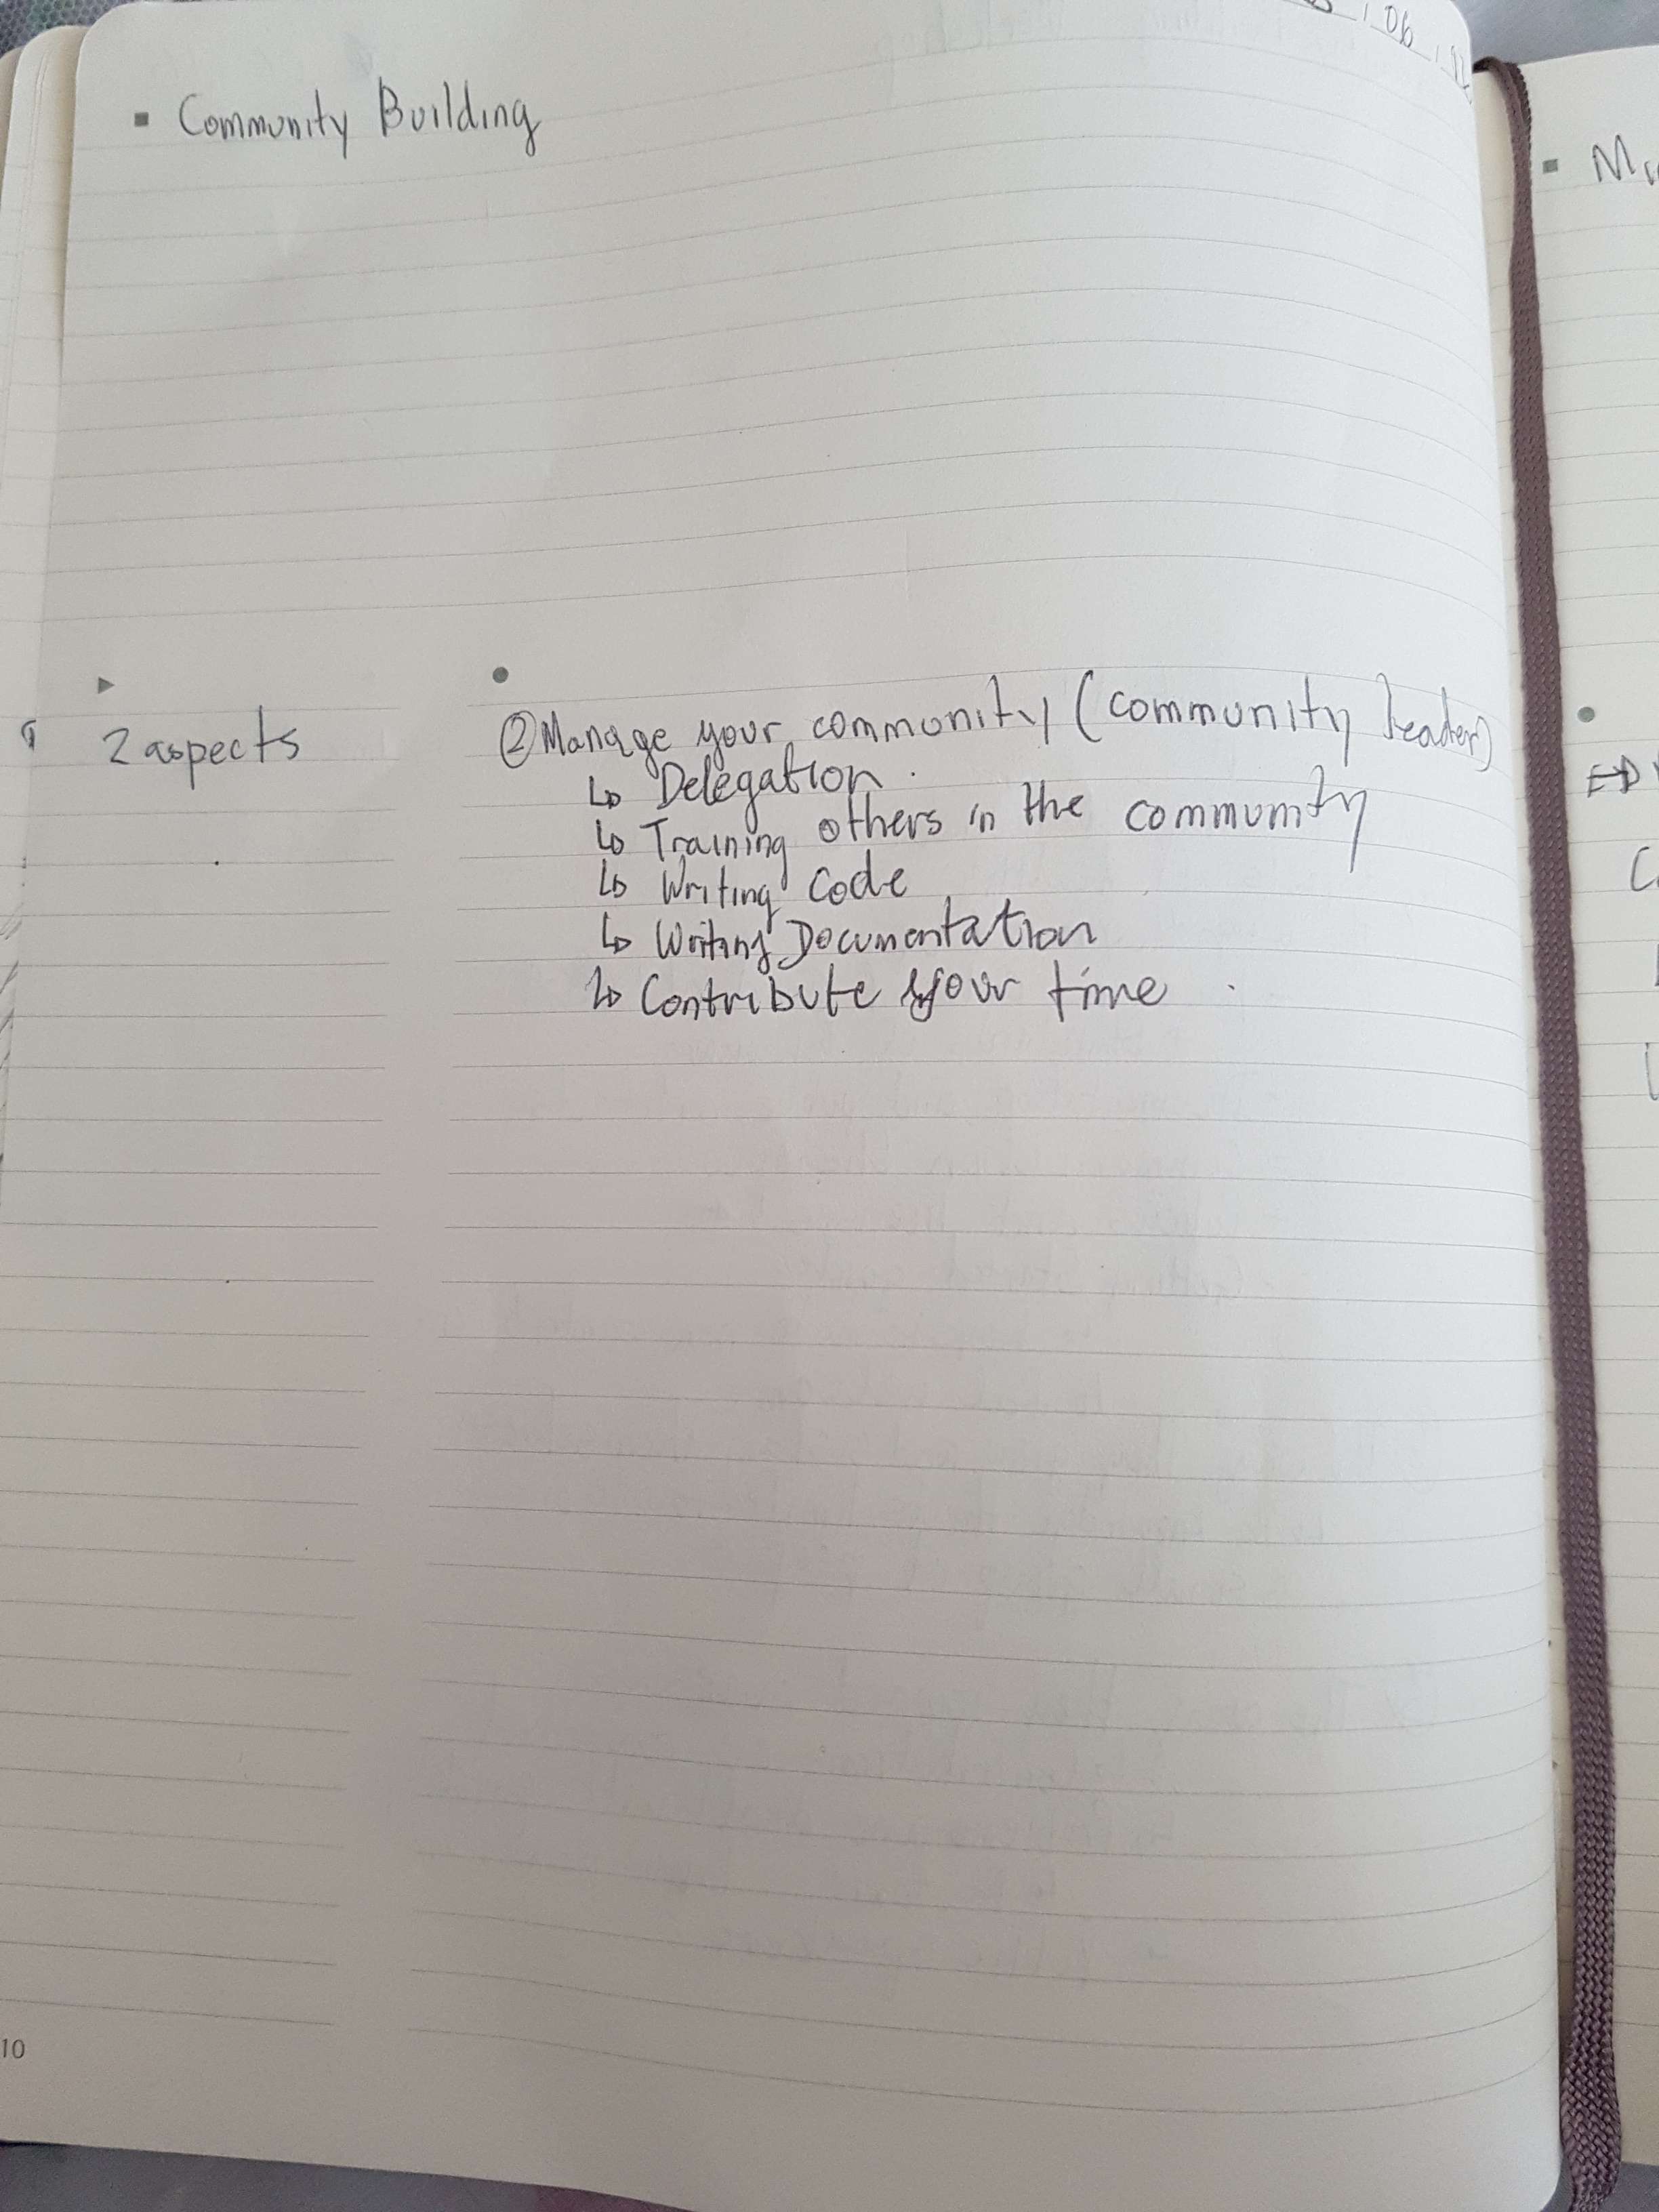 06
▪ Community Building
2 aspects
② Manage your community (community leader)
↳ Delegation.
↳ Training others in the community
↳ Writing Code
↳ Writing Documentation
↳ Contribute your time
10